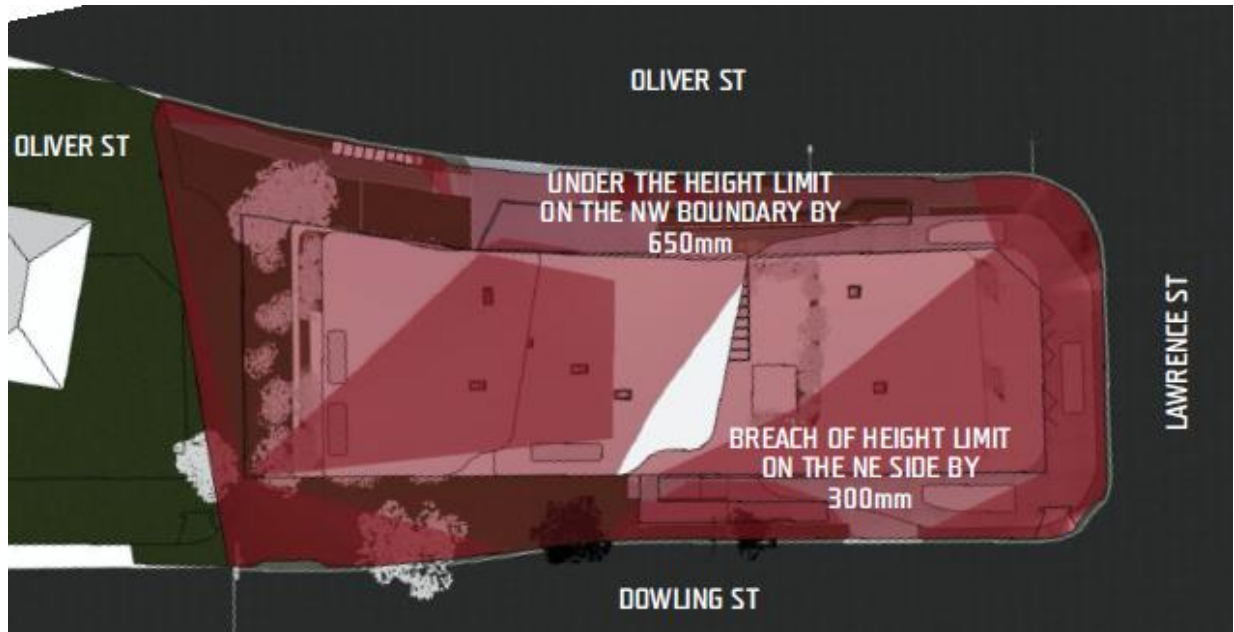 OLIVER ST
OLIVER ST
UNDER THE HEIGHT LIMIT
ON THE NW BOUNDARY BY
650mm
LAWRENCE ST
BREACH OF HEIGHT LIMIT
ON THE NE SIDE BY
300mm
DOWLING ST